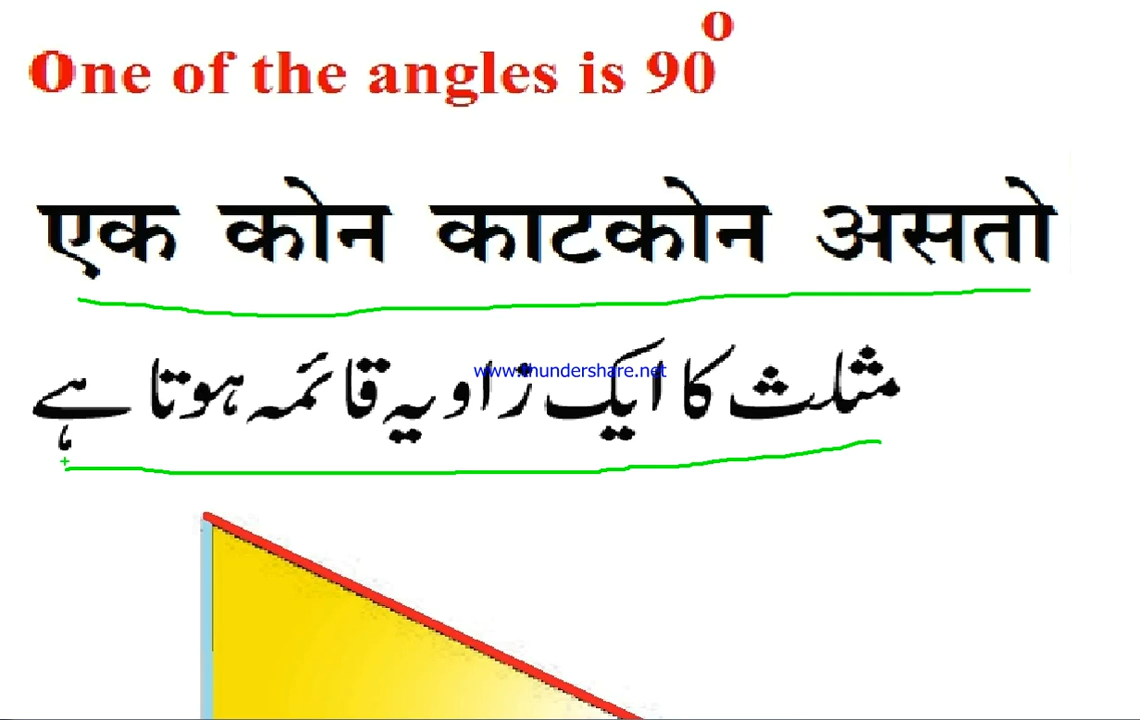 One of the angles is 90°
एक कोन काटकोन असतो
مثلث کا ایک زاویہ قائمہ ہوتا ہے
www.thundershare.net